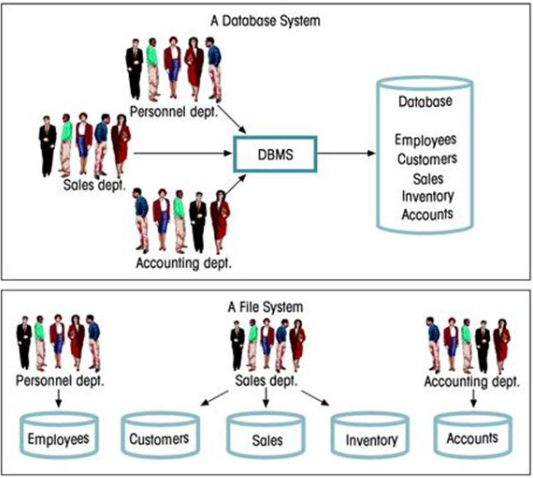 A Database System
Personnel dept.
Sales dept.
Accounting dept.
DBMS
Database
Employees
Customers
Sales
Inventory
Accounts
A File System
Personnel dept.
Sales dept.
Accounting dept.
Employees
Customers
Sales
Inventory
Accounts